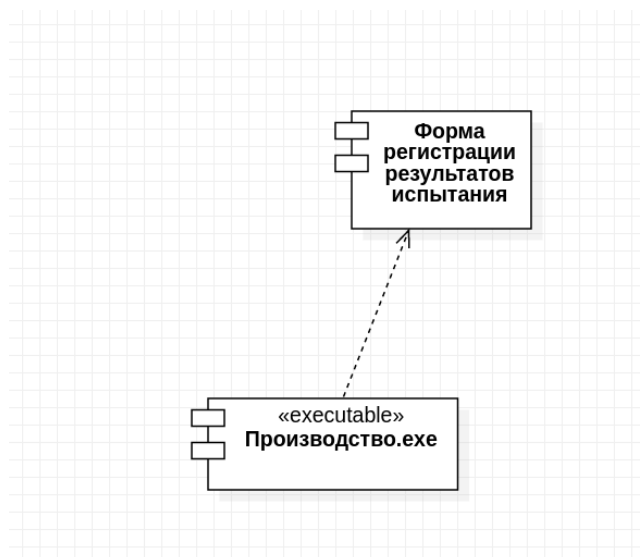 Форма
регистрации
результатов
испытания
«executable»
Производство.exe